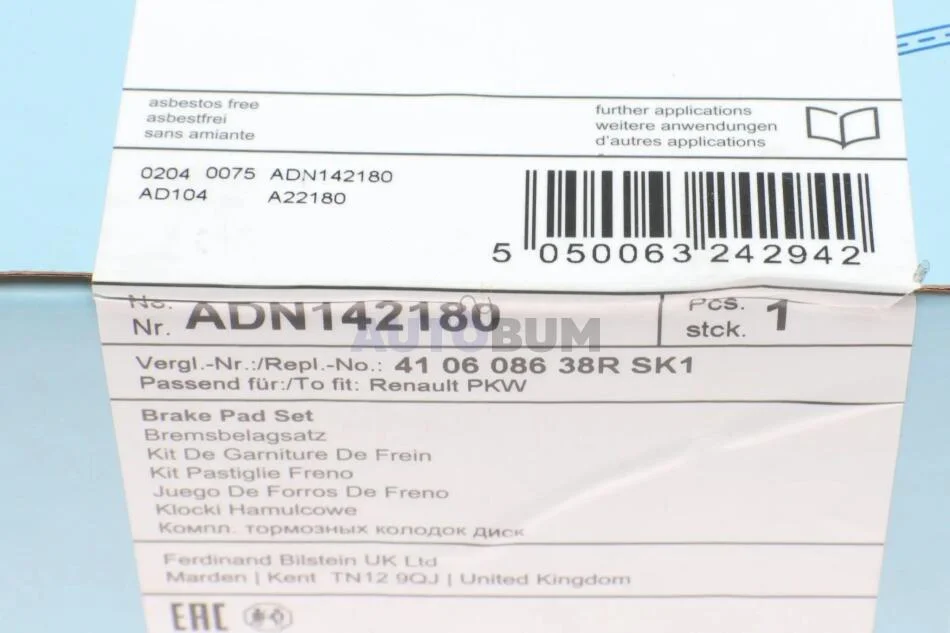 asbestos free
asbestfrei
sans amiante
further applications
weitere anwendungen
d'autres applications
0204 0075 ADN142180
AD104 A22180
5 050063 242942
No.
Nr. ADN142180
Pcs.
stck. 1
AUTOBUM
Vergl.-Nr.:/Repl.-No.: 41 06 086 38R SK1
Passend für:/To fit: Renault PKW
Brake Pad Set
Bremsbelagsatz
Kit De Garniture De Frein
Kit Pastiglie Freno
Juego De Forros De Freno
Klocki Hamulcowe
Компл. тормозных колодок диск
Ferdinand Bilstein UK Ltd
Marden | Kent TN12 9QJ | United Kingdom
EAC